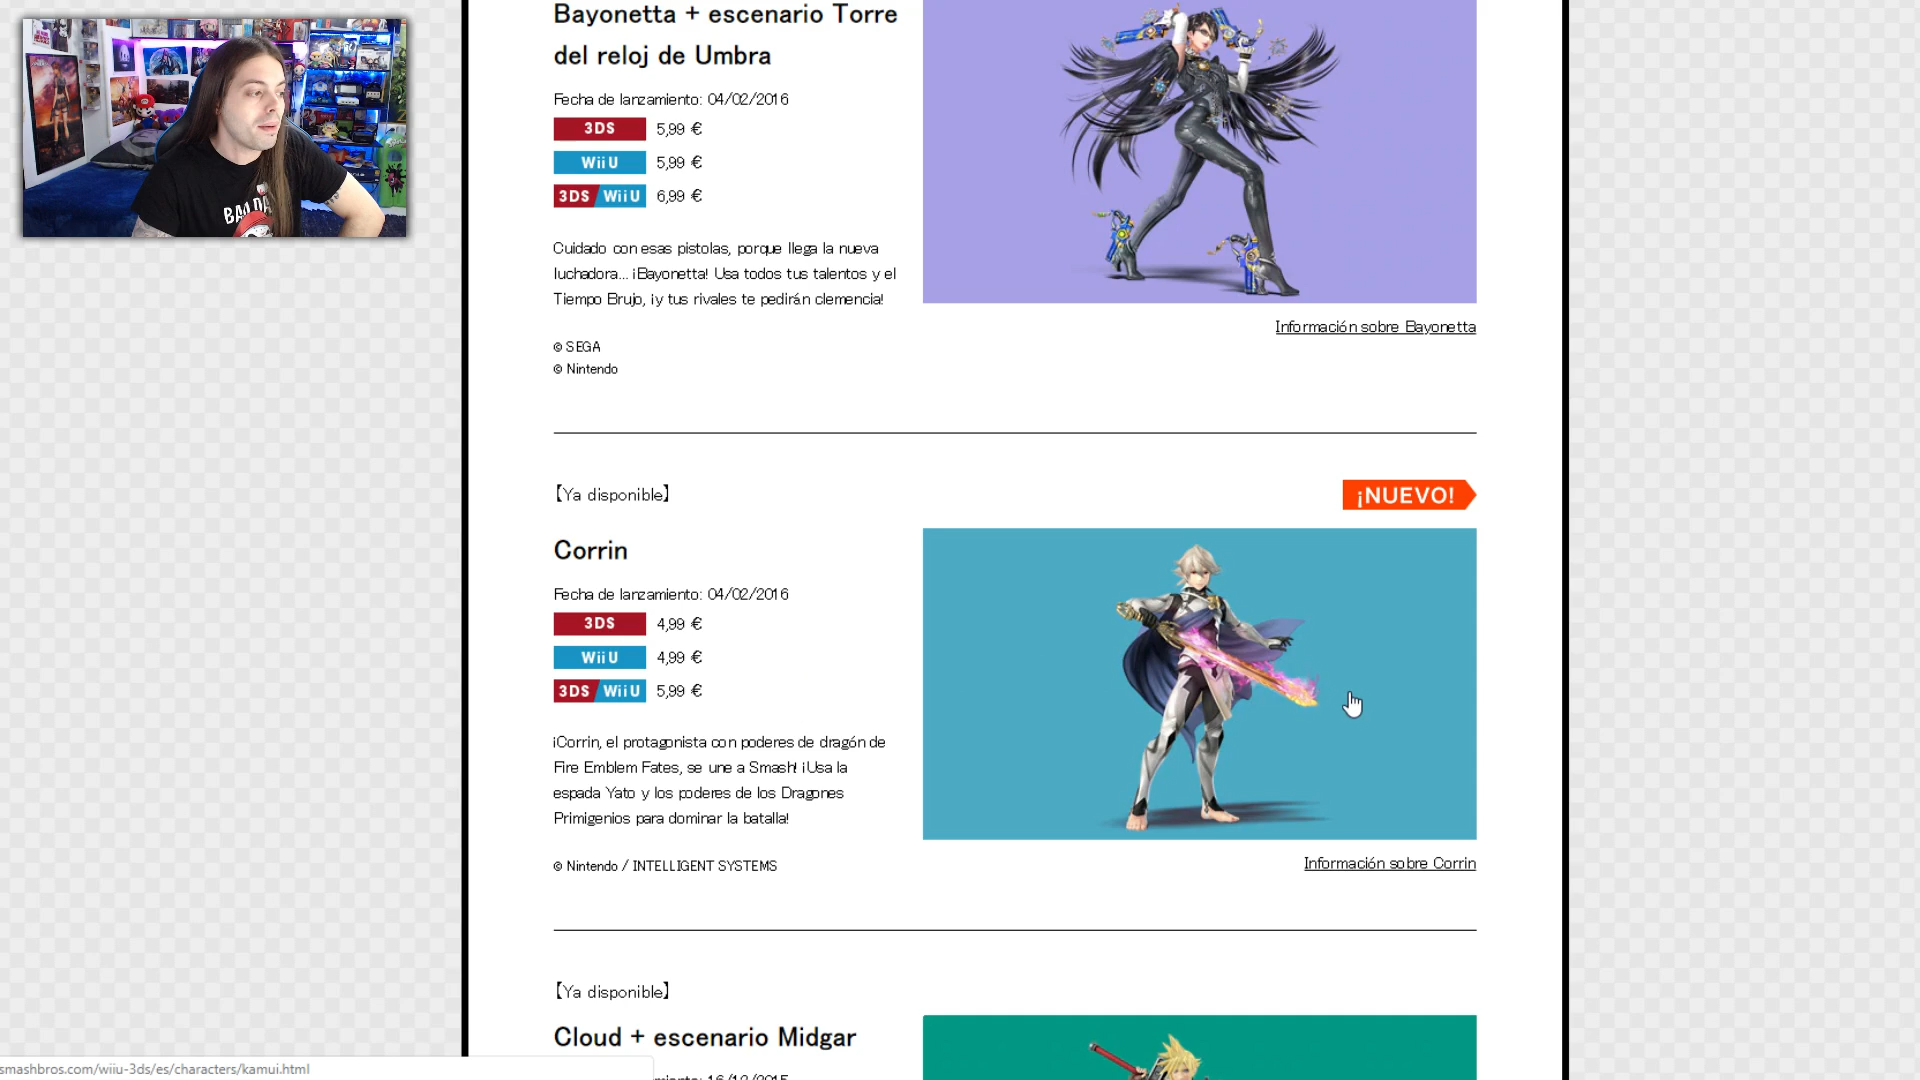 Bayonetta + escenario Torre
del reloj de Umbra
Fecha de lanzamiento: 04/02/2016
3DS 5,99 €
Wii U 5,99 €
3DS Wii U 6,99 €
Cuidado con esas pistolas, porque llega la nueva
luchadora... ¡Bayonetta! Usa todos tus talentos y el
Tiempo Brujo, ¡y tus rivales te pedirán clemencia!
© SEGA
© Nintendo
Información sobre Bayonetta
【Ya disponible】
¡NUEVO!
Corrin
Fecha de lanzamiento: 04/02/2016
3DS 4,99 €
Wii U 4,99 €
3DS Wii U 5,99 €
¡Corrin, el protagonista con poderes de dragón de
Fire Emblem Fates, se une a Smash! ¡Usa la
espada Yato y los poderes de los Dragones
Primigenios para dominar la batalla!
© Nintendo / INTELLIGENT SYSTEMS
Información sobre Corrin
【Ya disponible】
Cloud + escenario Midgar
smashbros.com/wiiu-3ds/es/characters/kamui.html